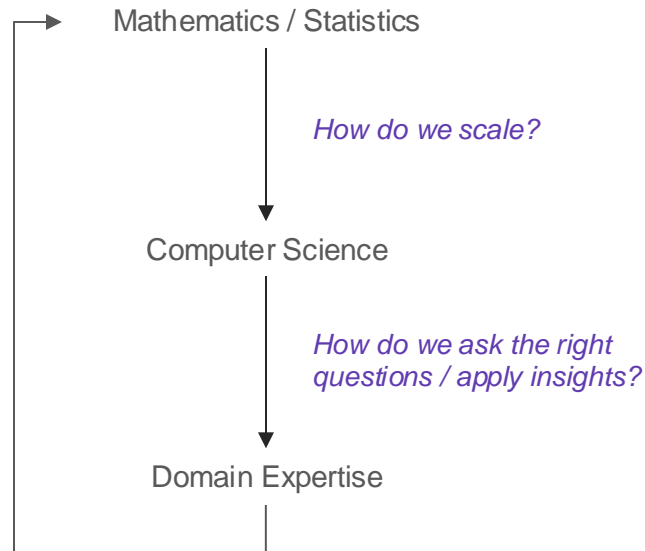 Mathematics / Statistics
How do we scale?
Computer Science
How do we ask the right
questions / apply insights?
Domain Expertise